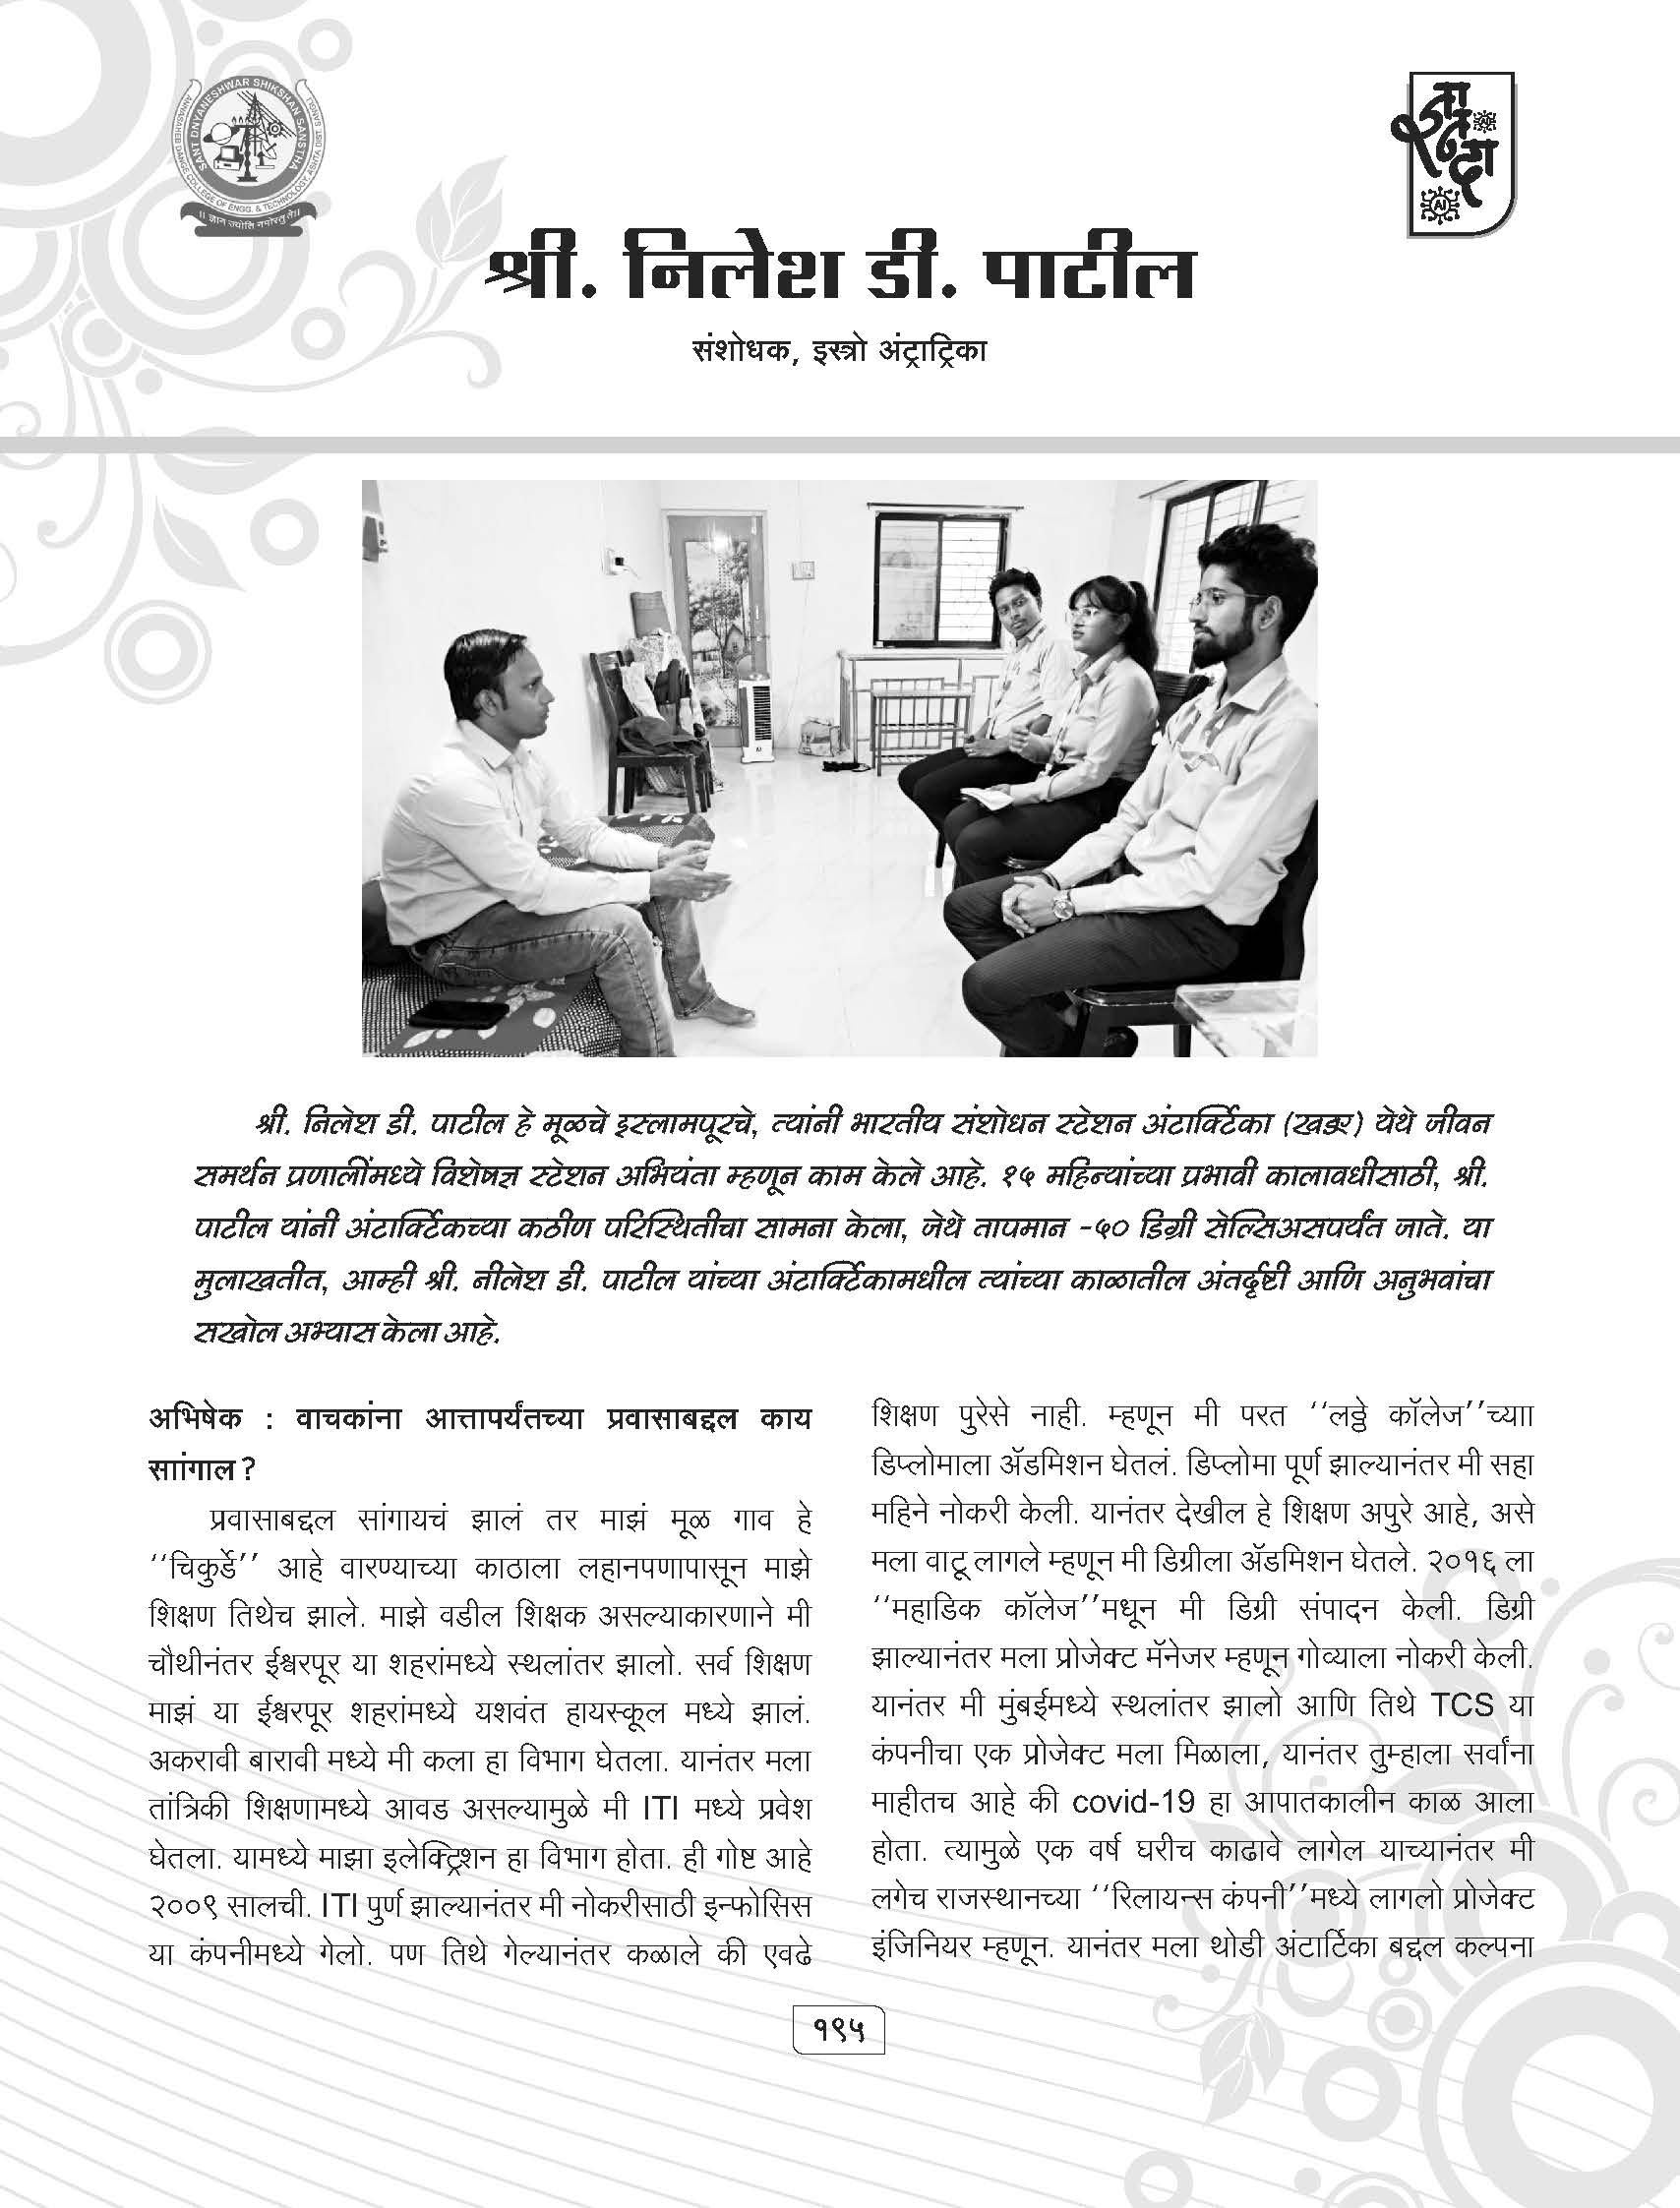 SANT DNYANESHWAR SHIKSHAN SANSTHA
ANNASAHEB DANGE COLLEGE OF ENGG. & TECHNOLOGY, ASHTA DIST. SANGLI
AI
श्री. निलेश डी. पाटील
संशोधक, इस्त्रो अंट्राट्रिका
श्री. निलेश डी. पाटील हे मूळचे इस्लामपूरचे, त्यांनी भारतीय संशोधन स्टेशन अंटार्क्टिका (खडर) येथे जीवन
समर्थन प्रणालींमध्ये विशेषज्ञ स्टेशन अभियंता म्हणून काम केले आहे. १५ महिन्यांच्या प्रभावी कालावधीसाठी, श्री.
पाटील यांनी अंटार्क्टिकच्या कठीण परिस्थितीचा सामना केला, जेथे तापमान -५० डिग्री सेल्सिअसपर्यंत जाते. या
मुलाखतीत, आम्ही श्री. नीलेश डी. पाटील यांच्या अंटार्क्टिकामधील त्यांच्या काळातील अंतर्दृष्टी आणि अनुभवांचा
सखोल अभ्यास केला आहे.
अभिषेक : वाचकांना आत्तापर्यंतच्या प्रवासाबद्दल काय
साांगाल?
प्रवासाबद्दल सांगायचं झालं तर माझं मूळ गाव हे
‘‘चिकुर्डे’’ आहे वारण्याच्या काठाला लहानपणापासून माझे
शिक्षण तिथेच झाले. माझे वडील शिक्षक असल्याकारणाने मी
चौथीनंतर ईश्वरपूर या शहरांमध्ये स्थलांतर झालो. सर्व शिक्षण
माझं या ईश्वरपूर शहरांमध्ये यशवंत हायस्कूल मध्ये झालं.
अकरावी बारावी मध्ये मी कला हा विभाग घेतला. यानंतर मला
तांत्रिकी शिक्षणामध्ये आवड असल्यामुळे मी ITI मध्ये प्रवेश
घेतला. यामध्ये माझा इलेक्ट्रिशन हा विभाग होता. ही गोष्ट आहे
२००९ सालची. ITI पुर्ण झाल्यानंतर मी नोकरीसाठी इन्फोसिस
या कंपनीमध्ये गेलो. पण तिथे गेल्यानंतर कळाले की एवढे
शिक्षण पुरेसे नाही. म्हणून मी परत ‘‘लठ्ठे कॉलेज’’च्याा
डिप्लोमाला ॲडमिशन घेतलं. डिप्लोमा पूर्ण झाल्यानंतर मी सहा
महिने नोकरी केली. यानंतर देखील हे शिक्षण अपुरे आहे, असे
मला वाटू लागले म्हणून मी डिग्रीला ॲडमिशन घेतले. २०१६ ला
‘‘महाडिक कॉलेज’’मधून मी डिग्री संपादन केली. डिग्री
झाल्यानंतर मला प्रोजेक्ट मॅनेजर म्हणून गोव्याला नोकरी केली.
यानंतर मी मुंबईमध्ये स्थलांतर झालो आणि तिथे TCS या
कंपनीचा एक प्रोजेक्ट मला मिळाला, यानंतर तुम्हाला सर्वांना
माहीतच आहे की covid-19 हा आपातकालीन काळ आला
होता. त्यामुळे एक वर्ष घरीच काढावे लागेल याच्यानंतर मी
लगेच राजस्थानच्या ‘‘रिलायन्स कंपनी’’मध्ये लागलो प्रोजेक्ट
इंजिनियर म्हणून. यानंतर मला थोडी अंटार्टिका बद्दल कल्पना
१९५